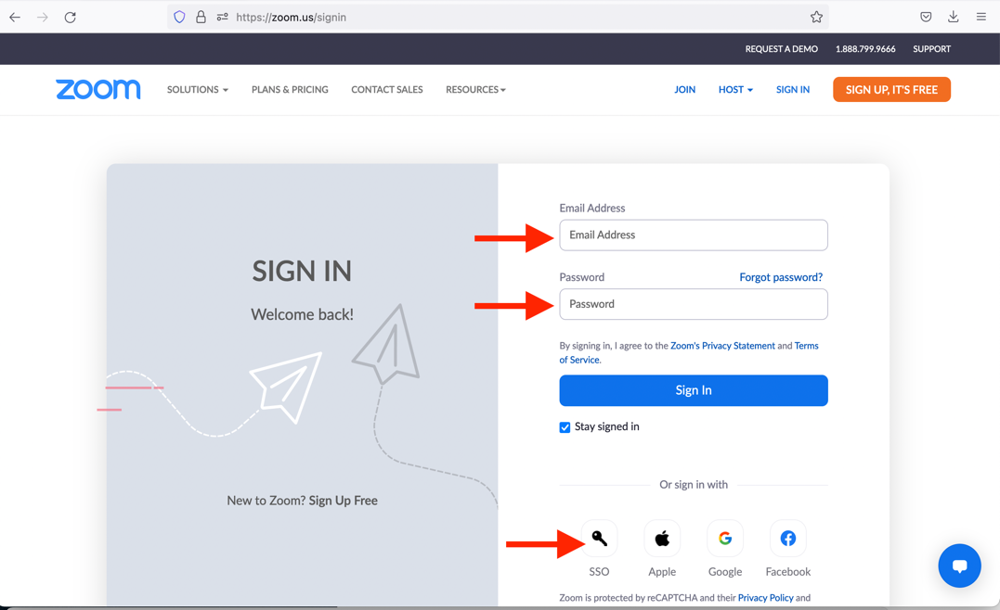 https://zoom.us/signin
REQUEST A DEMO 1.888.799.9666 SUPPORT
zoom SOLUTIONS PLANS & PRICING CONTACT SALES RESOURCES JOIN HOST SIGN IN SIGN UP, IT'S FREE
SIGN IN
Welcome back!
New to Zoom? Sign Up Free
Email Address
Email Address
Password Forgot password?
Password
By signing in, I agree to the Zoom's Privacy Statement and Terms
of Service.
Sign In
Stay signed in
Or sign in with
SSO Apple Google Facebook
Zoom is protected by reCAPTCHA and their Privacy Policy and